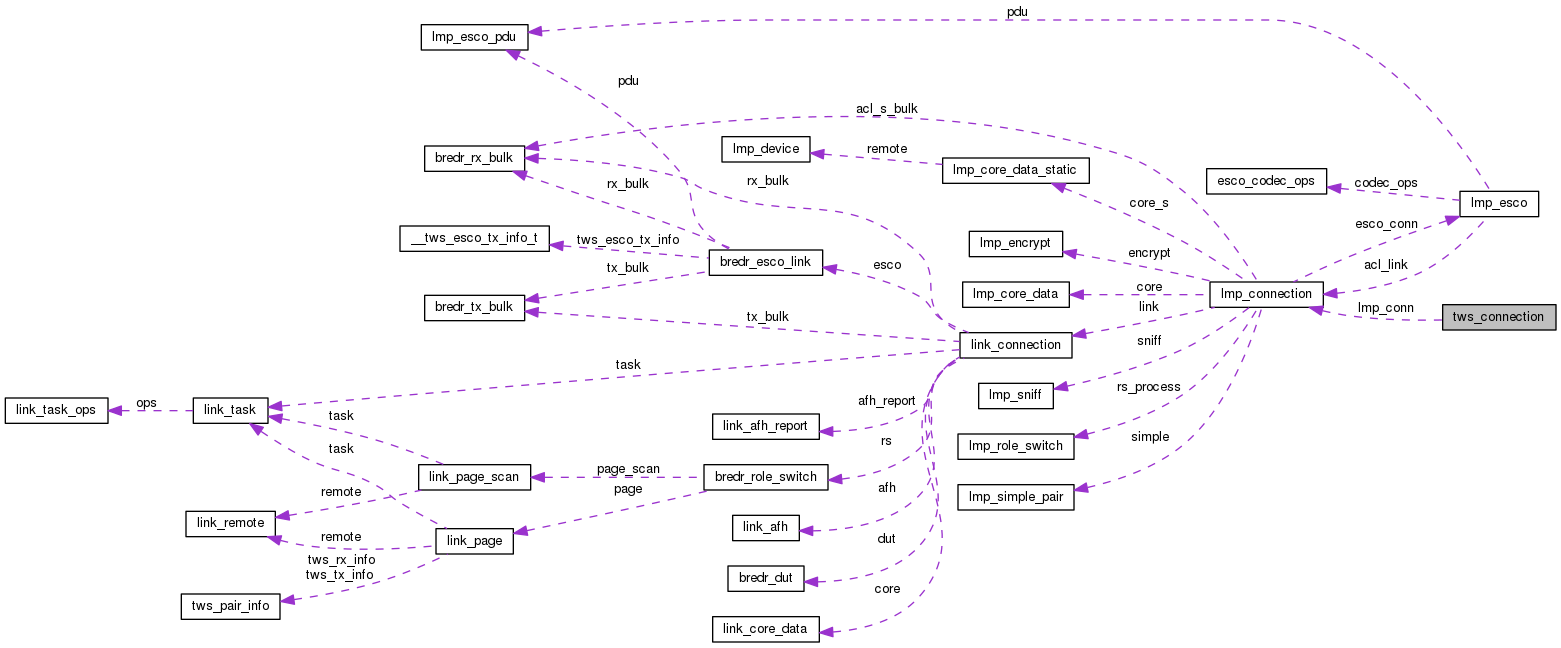 pdu
lmp_esco_pdu
pdu
acl_s_bulk
lmp_device
remote
bredr_rx_bulk
lmp_core_data_static
esco_codec_ops
codec_ops
rx_bulk
rx_bulk
lmp_esco
core_s
esco_conn
__tws_esco_tx_info_t
tws_esco_tx_info
lmp_encrypt
encrypt
bredr_esco_link
esco
acl_link
tx_bulk
core
lmp_core_data
lmp_connection
bredr_tx_bulk
link
lmp_conn
tx_bulk
tws_connection
link_connection
sniff
task
rs_process
lmp_sniff
ops
afh_report
link_task_ops
link_task
task
link_afh_report
simple
rs
lmp_role_switch
task
page_scan
link_page_scan
bredr_role_switch
afh
page
remote
lmp_simple_pair
link_remote
link_afh
remote
link_page
dut
tws_rx_info
tws_tx_info
bredr_dut
core
tws_pair_info
link_core_data